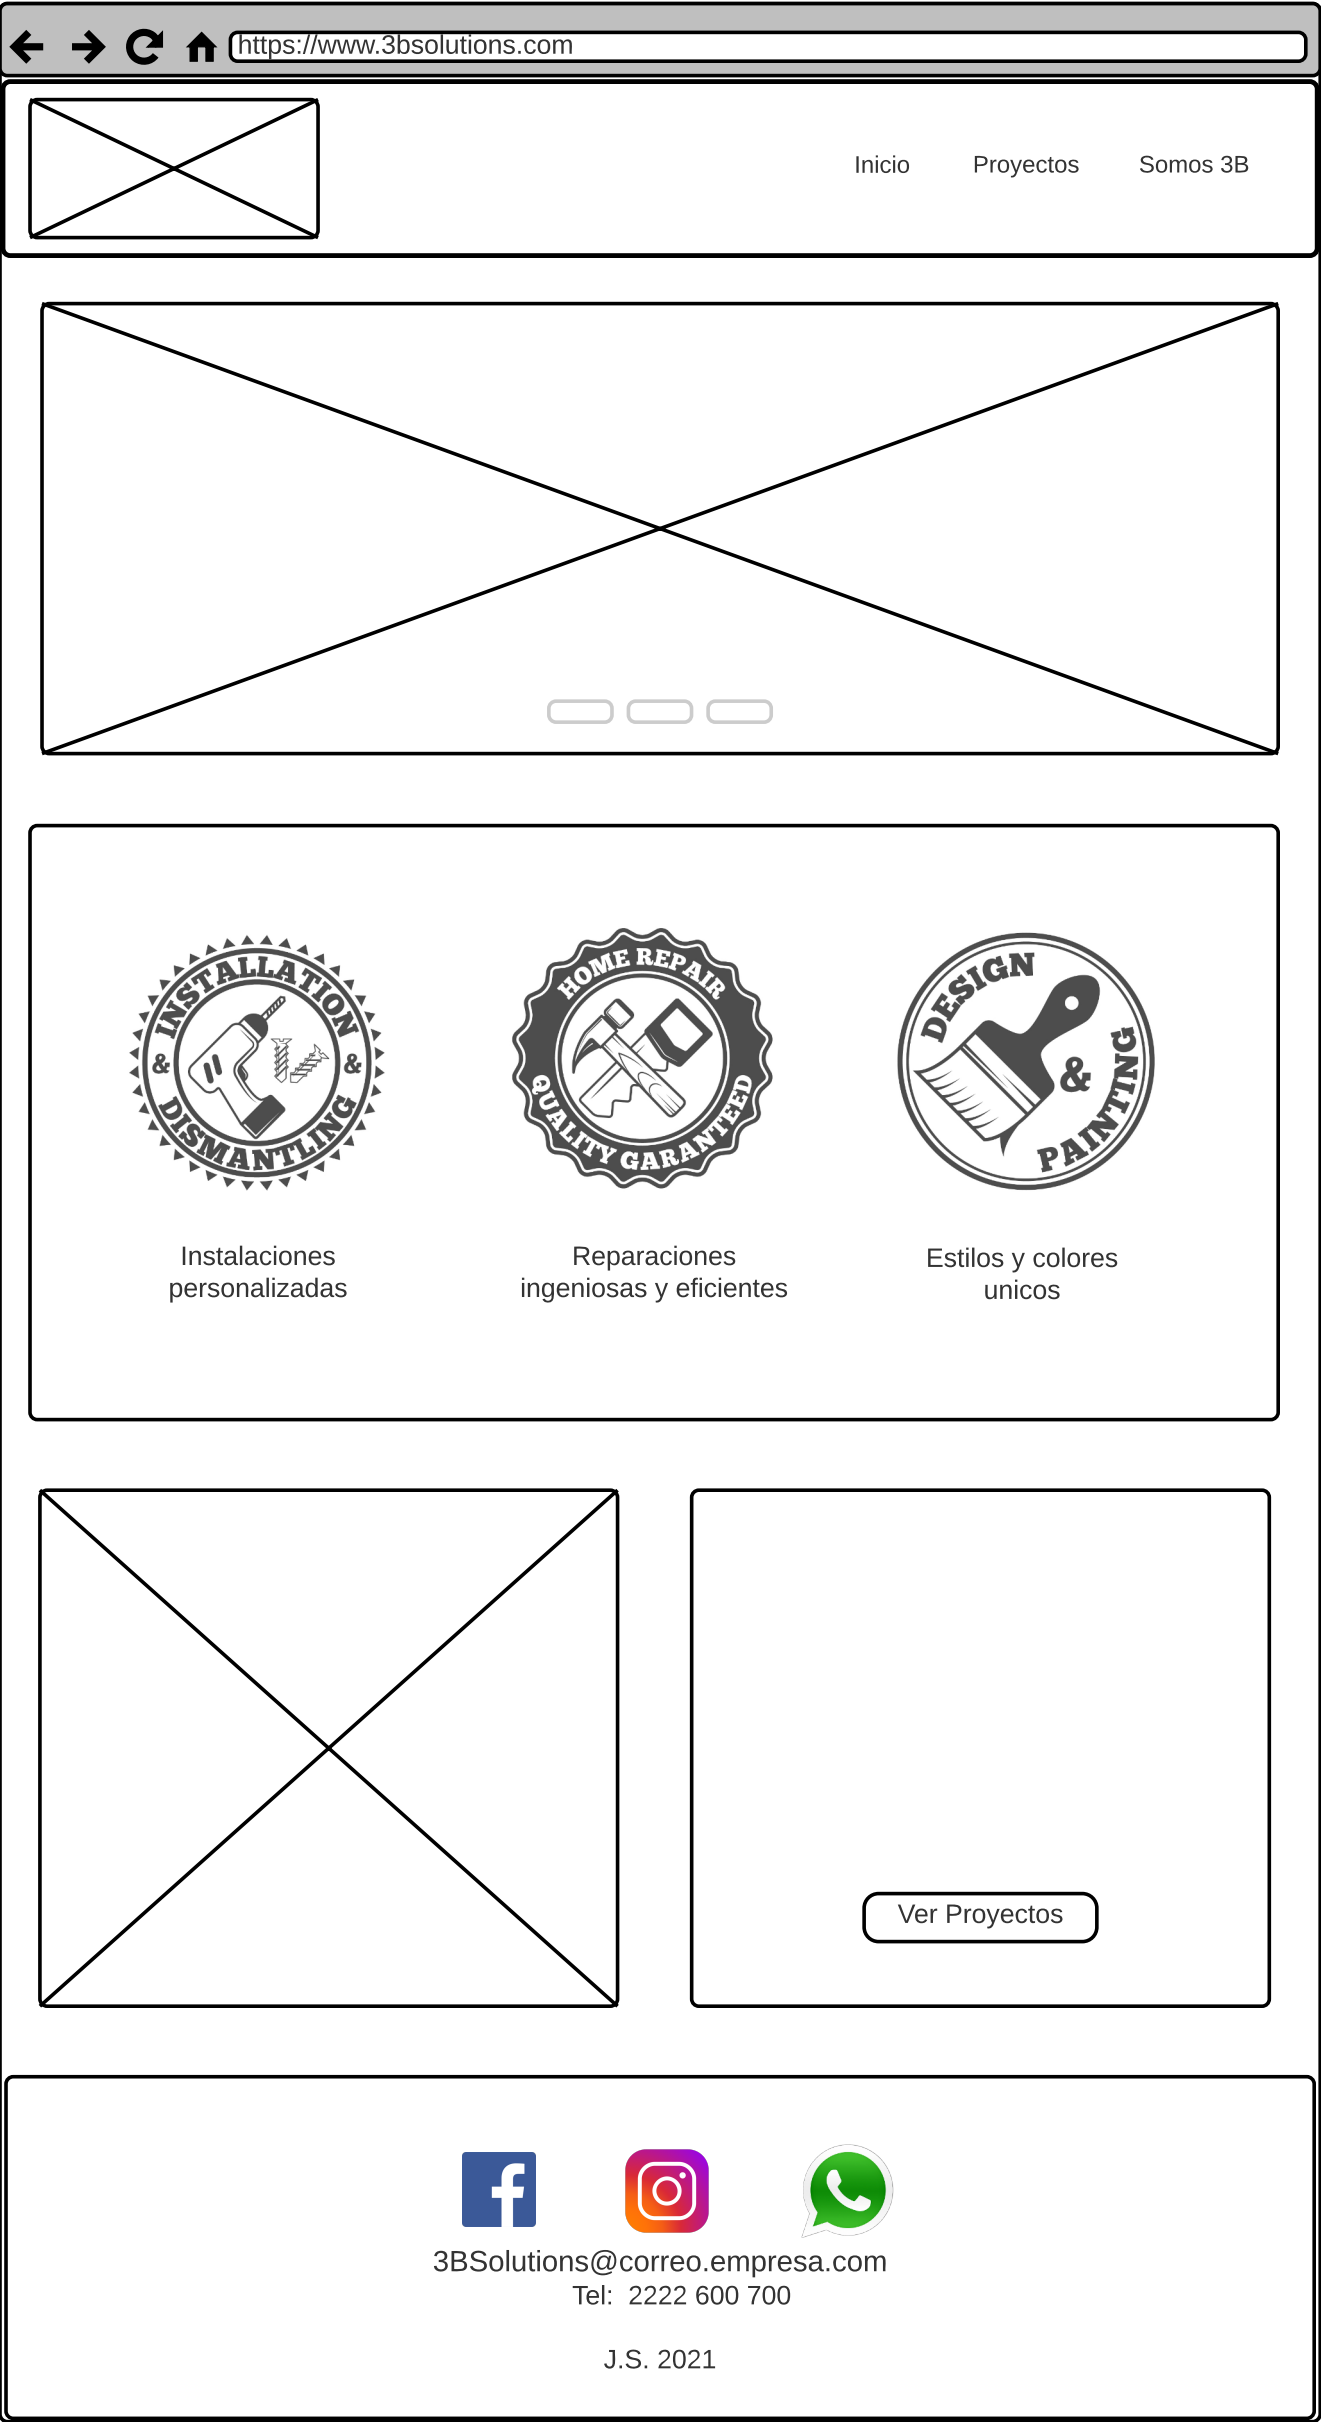 https://www.3bsolutions.com
Inicio Proyectos Somos 3B
INSTALLATION
& &
DISMANTLING
HOME REPAIR
QUALITY GARANTEED
DESIGN
&
PAINTING
Instalaciones
personalizadas
Reparaciones
ingeniosas y eficientes
Estilos y colores
unicos
Ver Proyectos
3BSolutions@correo.empresa.com
Tel: 2222 600 700
J.S. 2021